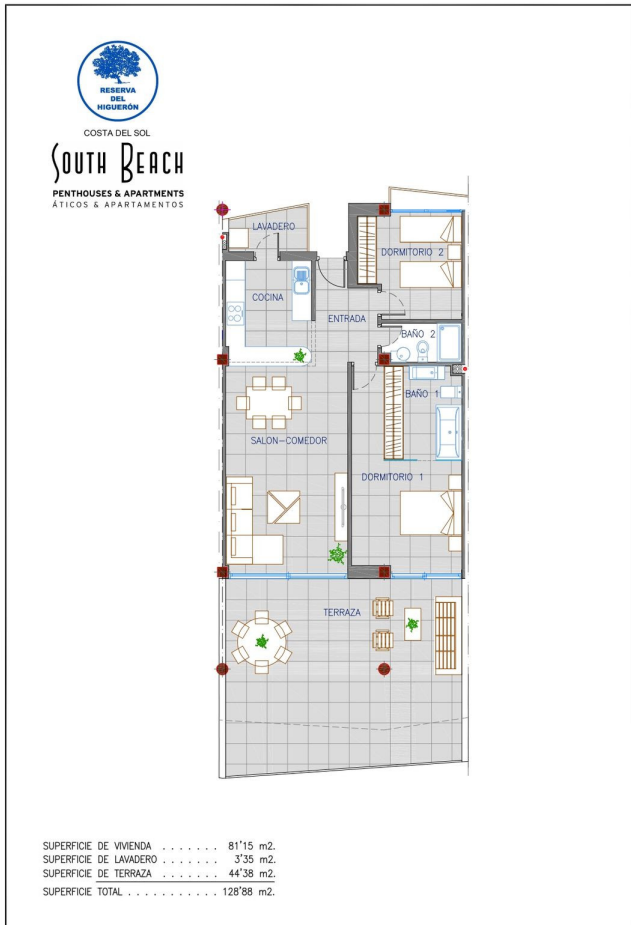 RESERVA
DEL
HIGUERÓN
COSTA DEL SOL
SOUTH BEACH
PENTHOUSES & APARTMENTS
ÁTICOS & APARTAMENTOS
LAVADERO
DORMITORIO 2
COCINA
ENTRADA
BAÑO 2
BAÑO 1
SALON-COMEDOR
DORMITORIO 1
TERRAZA
SUPERFICIE DE VIVIENDA . . . . . . . 81'15 m2.
SUPERFICIE DE LAVADERO . . . . . . . 3'35 m2.
SUPERFICIE DE TERRAZA . . . . . . . 44'38 m2.
SUPERFICIE TOTAL . . . . . . . . . . . 128'88 m2.